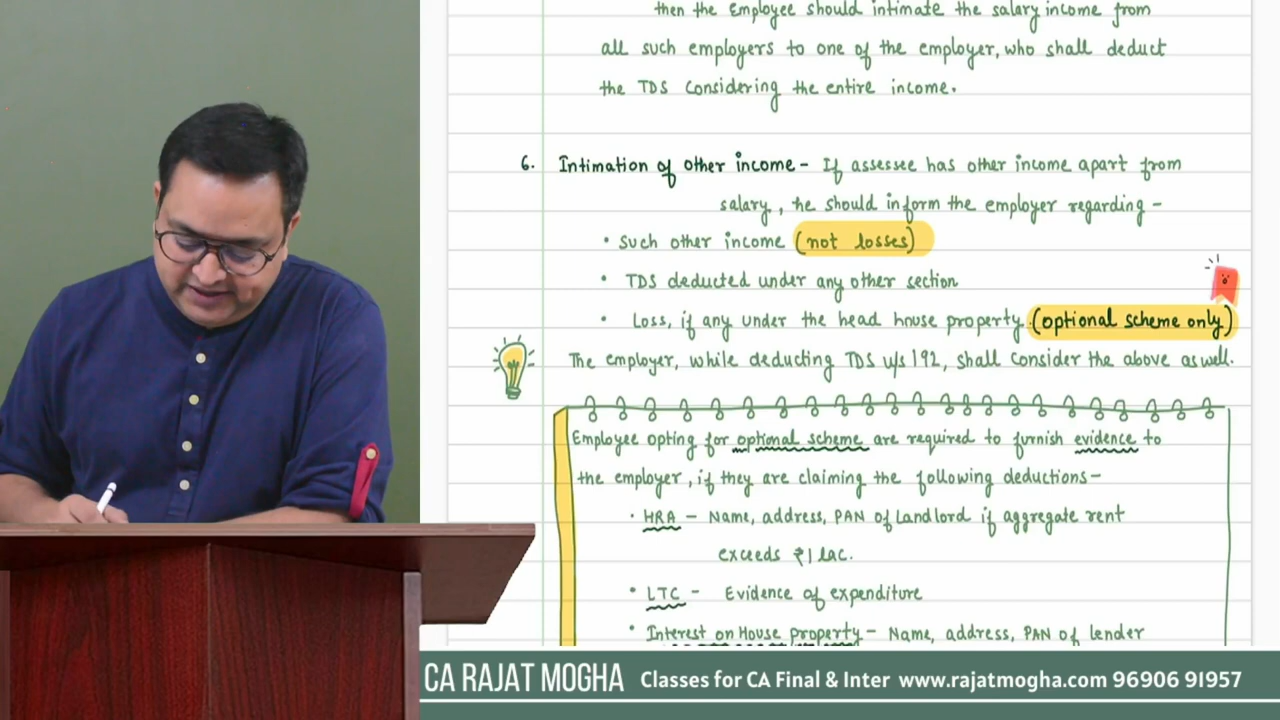 then the Employee should intimate the salary income from
all such employers to one of the employer, who shall deduct
the TDS Considering the entire income.
6. Intimation of other income - If assessee has other income apart from
salary, he should inform the employer regarding -
• Such other income (not losses)
• TDS deducted under any other section
• Loss, if any under the head house property (optional scheme only)
The employer, while deducting TDS u/s 192, shall Consider the above as well.
Employee opting for optional scheme are required to furnish evidence to
the employer, if they are claiming the following deductions-
• HRA - Name, address, PAN of Landlord if aggregate rent
exceeds ₹1 lac.
• LTC - Evidence of expenditure
• Interest on House property - Name, address, PAN of lender
CA RAJAT MOGHA Classes for CA Final & Inter www.rajatmogha.com 96906 91957